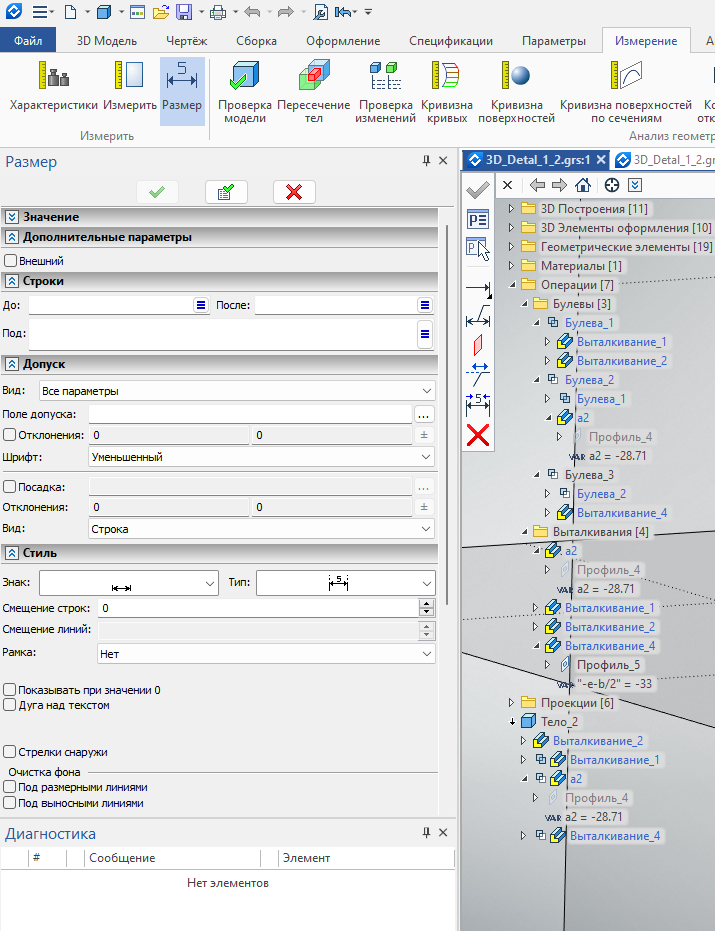 Файл 3D Модель Чертёж Сборка Оформление Спецификации Параметры Измерение
Характеристики Измерить Размер Проверка модели Пересечение тел Проверка изменений Кривизна кривых Кривизна поверхностей Кривизна поверхностей по сечениям
Измерить Анализ геометр
Размер
Значение
Дополнительные параметры
Внешний
Строки
До: После:
Под:
Допуск
Вид: Все параметры
Поле допуска: ...
Отклонения: 0 0 ±
Шрифт: Уменьшенный
Посадка: ...
Отклонения: 0 0 ±
Вид: Строка
Стиль
Знак: Тип: 5
Смещение строк: 0
Смещение линий:
Рамка: Нет
Показывать при значении 0
Дуга над текстом
Стрелки снаружи
Очистка фона
Под размерными линиями
Под выносными линиями
Диагностика
# Сообщение Элемент
Нет элементов
3D_Detal_1_2.grs:1 3D_Detal_1_2.gr
3D Построения [11]
3D Элементы оформления [10]
Геометрические элементы [19]
Материалы [1]
Операции [7]
Булевы [3]
Булева_1
Выталкивание_1
Выталкивание_2
Булева_2
Булева_1
a2
Профиль_4
VAR a2 = -28.71
Булева_3
Булева_2
Выталкивание_4
Выталкивания [4]
a2
Профиль_4
VAR a2 = -28.71
Выталкивание_1
Выталкивание_2
Выталкивание_4
Профиль_5
VAR "-e-b/2" = -33
Проекции [6]
Тело_2
Выталкивание_2
Выталкивание_1
a2
Профиль_4
VAR a2 = -28.71
Выталкивание_4